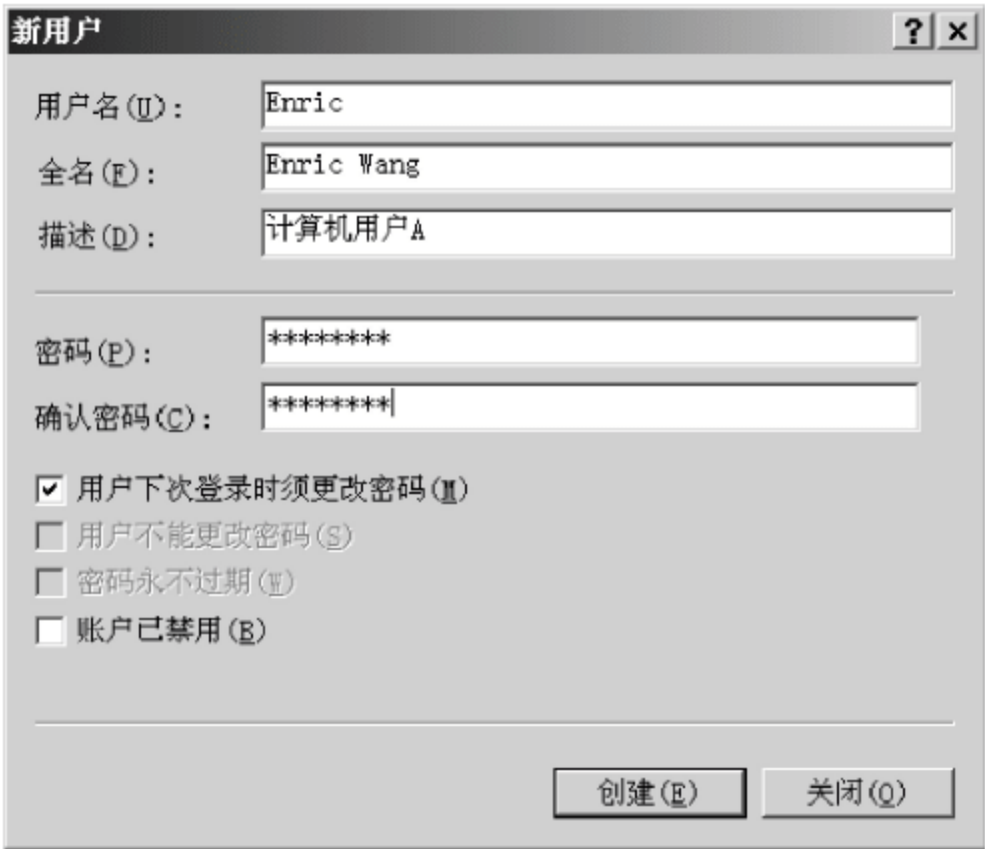 新用户
用户名(U): Enric
全名(F): Enric Wang
描述(D): 计算机用户A
密码(P): ********
确认密码(C): ********
用户下次登录时须更改密码(M)
用户不能更改密码(S)
密码永不过期(W)
账户已禁用(B)
创建(E) 关闭(O)